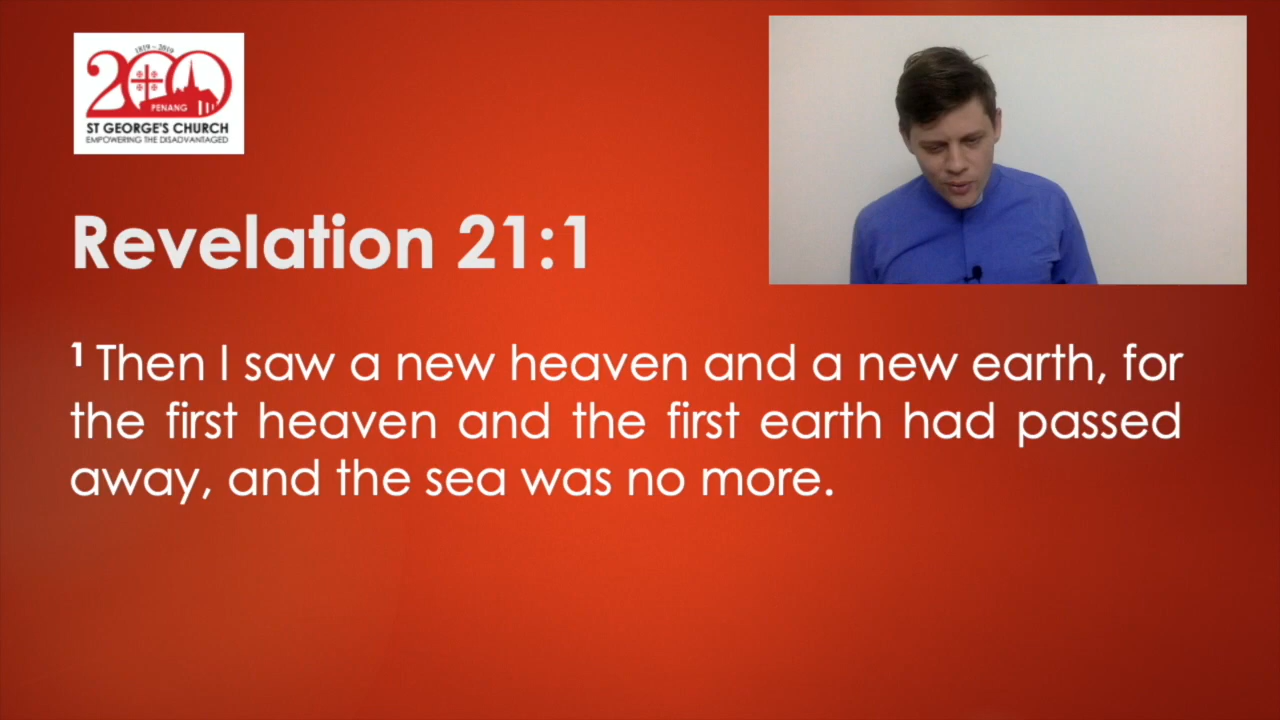 1819 - 2019
200
PENANG
ST GEORGE'S CHURCH
EMPOWERING THE DISADVANTAGED
Revelation 21:1
1 Then I saw a new heaven and a new earth, for
the first heaven and the first earth had passed
away, and the sea was no more.